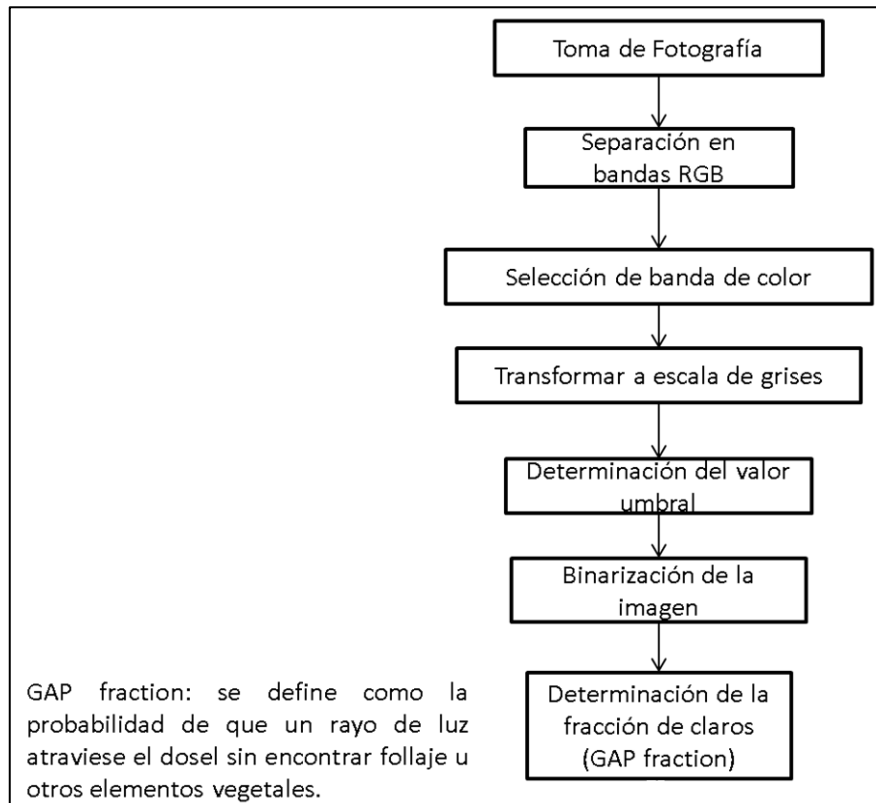 Toma de Fotografía
Separación en
bandas RGB
Selección de banda de color
Transformar a escala de grises
Determinación del valor
umbral
Binarización de la
imagen
Determinación de la
fracción de claros
(GAP fraction)
GAP fraction: se define como la
probabilidad de que un rayo de luz
atraviese el dosel sin encontrar follaje u
otros elementos vegetales.